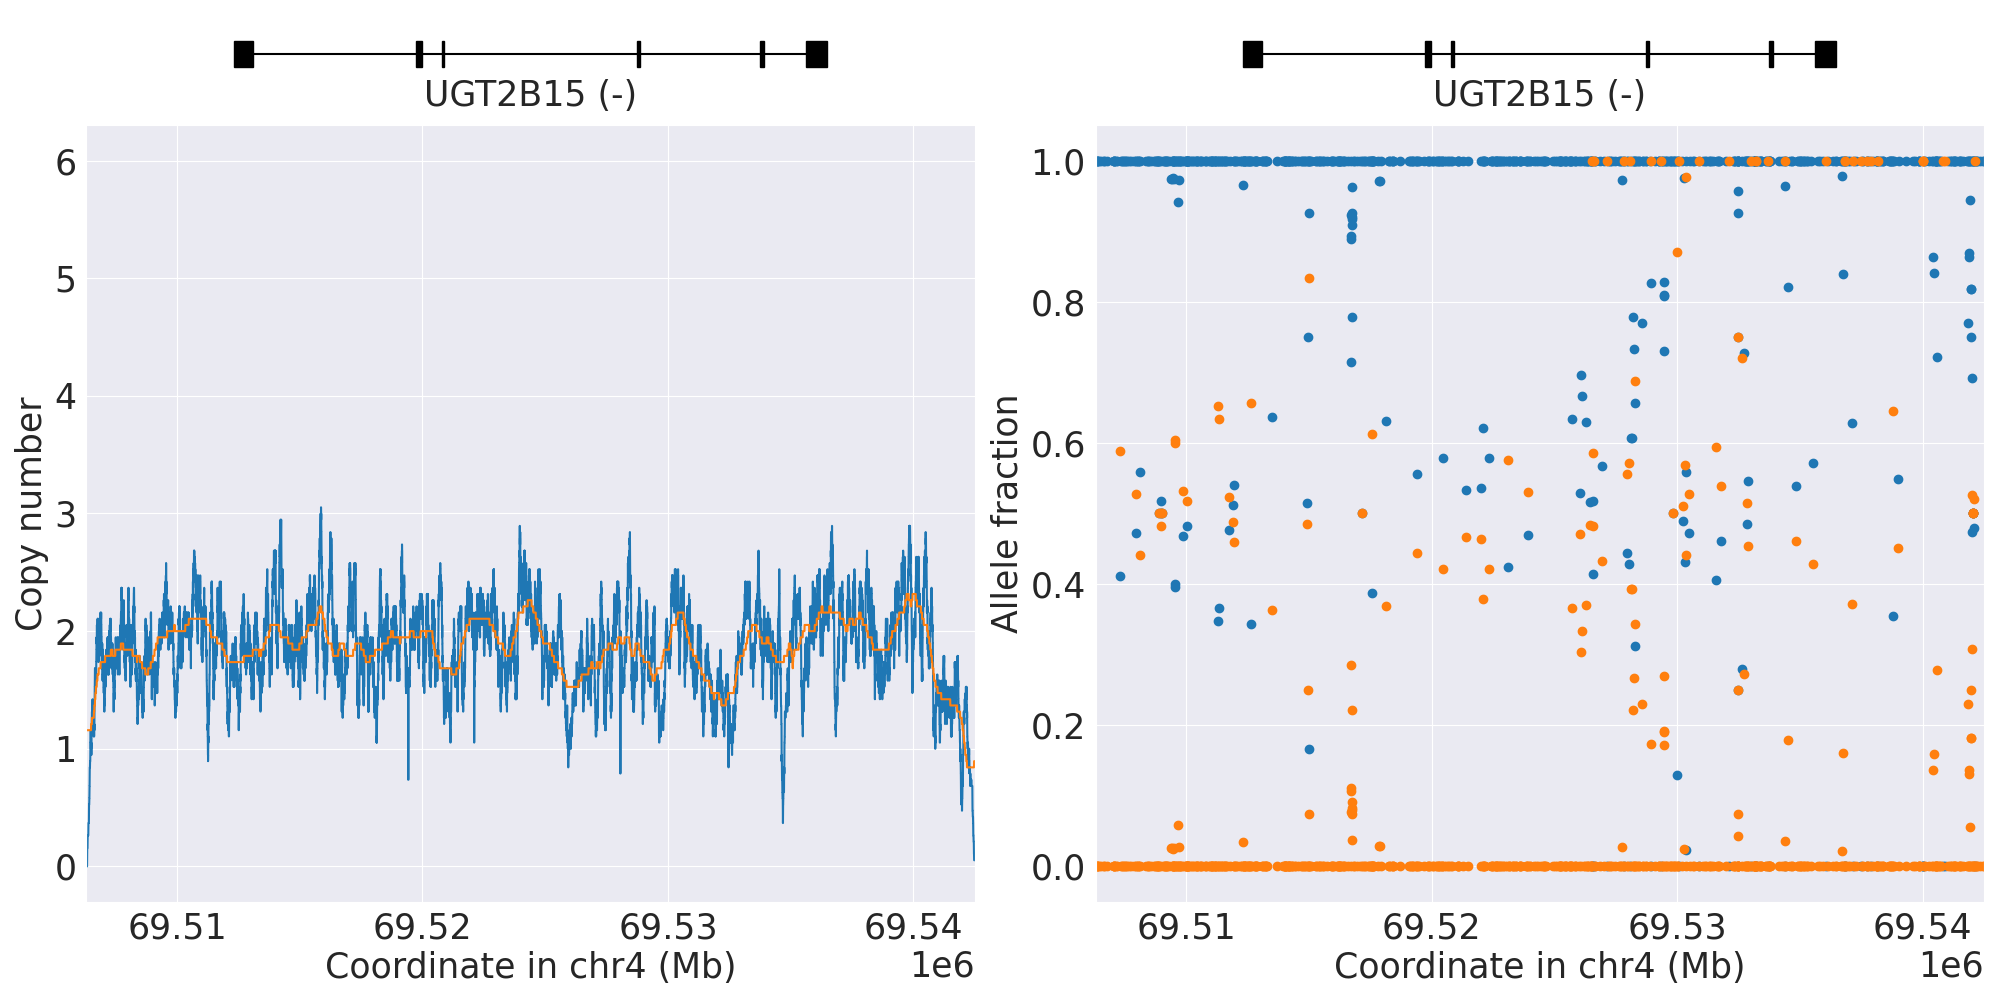 UGT2B15 (-)
6
5
4
3
2
1
0
Copy number
69.51 69.52 69.53 69.54
Coordinate in chr4 (Mb) 1e6
UGT2B15 (-)
1.0
0.8
0.6
0.4
0.2
0.0
Allele fraction
69.51 69.52 69.53 69.54
Coordinate in chr4 (Mb) 1e6